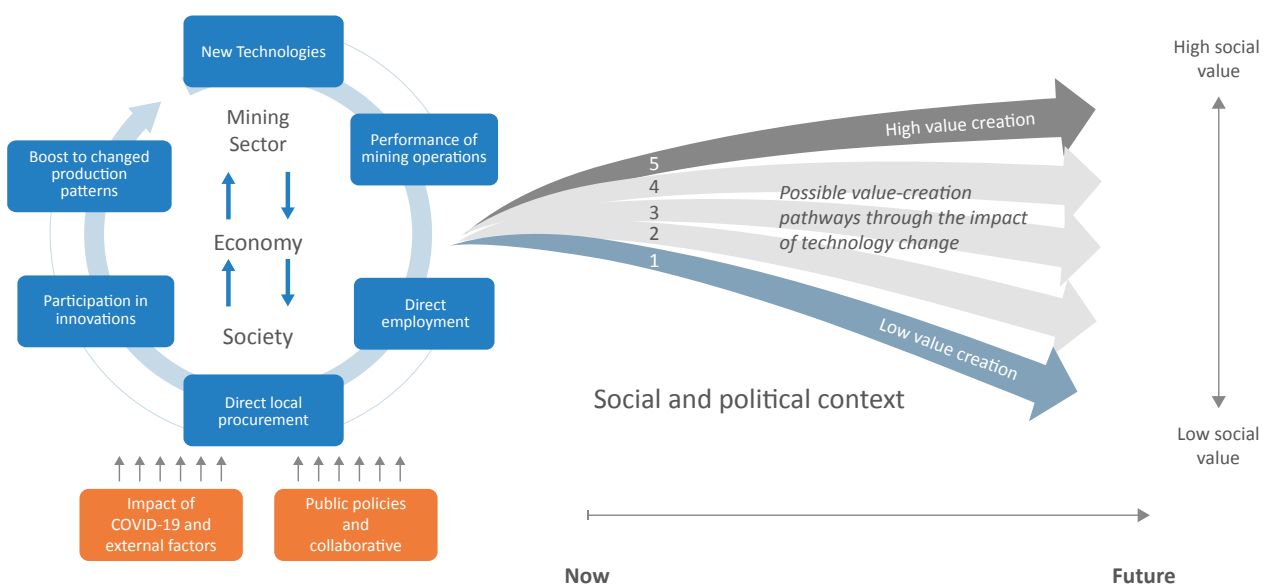 New Technologies
Mining
Sector
Performance of
mining operations
Boost to changed
production
patterns
Economy
Participation in
innovations
Direct
employment
Society
Direct local
procurement
Impact of
COVID-19 and
external factors
Public policies
and
collaborative
High value creation
5
4
3
2
1
Possible value-creation
pathways through the impact
of technology change
Low value creation
Social and political context
High social
value
Low social
value
Now
Future